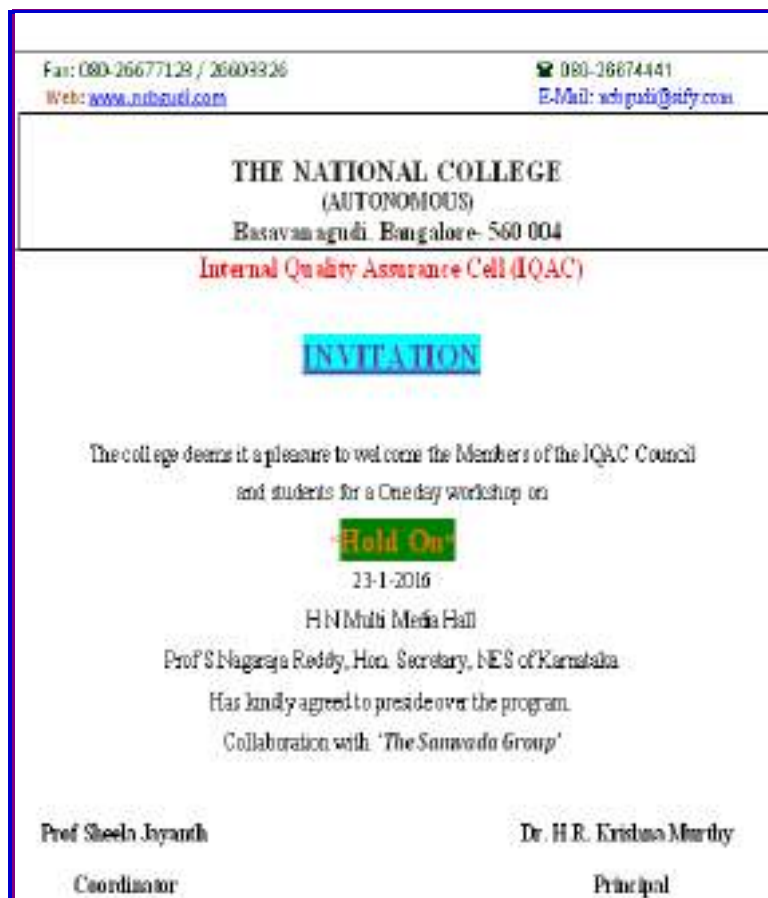 Fax: 080-26677129 / 26603326
☎ 080-26674441
Web: www.ncbgudi.com
E-Mail: ncbgudi@sify.com
THE NATIONAL COLLEGE
(AUTONOMOUS)
Basavanagudi. Bangalore- 560 004
Internal Quality Assurance Cell (IQAC)
INVITATION
The college deems it a pleasure to welcome the Members of the IQAC Council
and students for a One day workshop on
"Hold On"
23-1-2016
H N Multi Media Hall
Prof S Nagaraja Reddy, Hon. Secretary, NES of Karnataka
Has kindly agreed to preside over the program.
Collaboration with 'The Samvada Group'
Prof Sheela Jayanth
Dr. H.R. Krishna Murthy
Coordinator
Principal